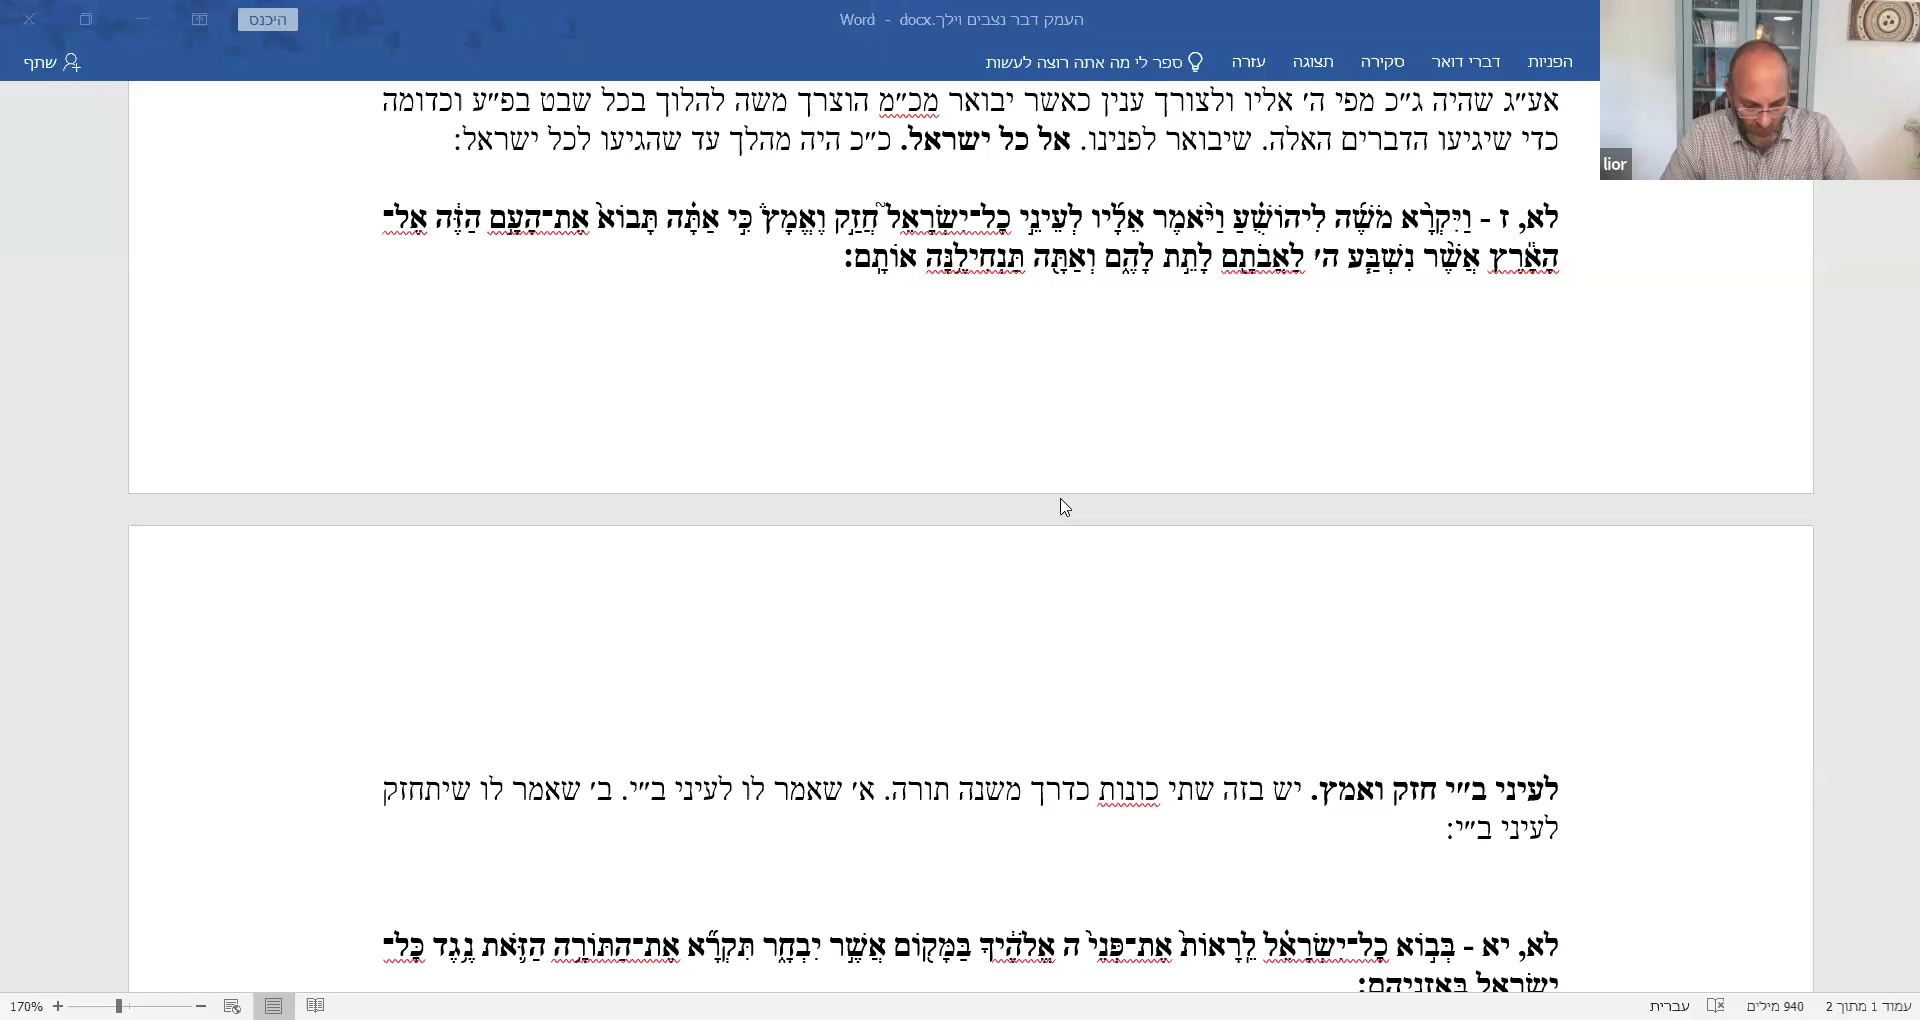 העמק דבר נצבים וילך.docx - Word
היכנס
הפניות דברי דואר סקירה תצוגה עזרה ספר לי מה אתה רוצה לעשות
שתף
lior
אע״ג שהיה ג״כ מפי ה׳ אליו ולצורך ענין כאשר יבואר מכ״מ הוצרך משה להלוך בכל שבט בפ״ע וכדומה
כדי שיגיעו הדברים האלה. שיבואר לפנינו. אל כל ישראל. כ״כ היה מהלך עד שהגיעו לכל ישראל:
לא, ז - וַיִּקְרָ֨א מֹשֶׁ֜ה לִיהוֹשֻׁ֗עַ וַיֹּ֨אמֶר אֵלָ֜יו לְעֵינֵ֣י כָל־יִשְׂרָאֵל֮ חֲזַ֣ק וֶאֱמָץ֒ כִּ֣י אַתָּ֗ה תָּבוֹא֙ אֶת־הָעָ֣ם הַזֶּ֔ה אֶל־
הָאָ֕רֶץ אֲשֶׁ֨ר נִשְׁבַּ֧ע ה׳ לַאֲבֹתָ֖ם לָתֵ֣ת לָהֶ֑ם וְאַתָּ֖ה תַּנְחִילֶ֥נָּה אוֹתָֽם:
לעיני ב״י חזק ואמץ. יש בזה שתי כונות כדרך משנה תורה. א׳ שאמר לו לעיני ב״י. ב׳ שאמר לו שיתחזק
לעיני ב״י:
לא, יא - בְּב֣וֹא כָל־יִשְׂרָאֵ֗ל לֵרָאוֹת֙ אֶת־פְּנֵי֙ ה אֱלֹהֶ֔יךָ בַּמָּק֖וֹם אֲשֶׁ֣ר יִבְחָ֑ר תִּקְרָ֞א אֶת־הַתּוֹרָ֥ה הַזֹּ֛את נֶ֥גֶד כָּל־
ישראל באזניהם:
עמוד 1 מתוך 2 940 מילים עברית
170%